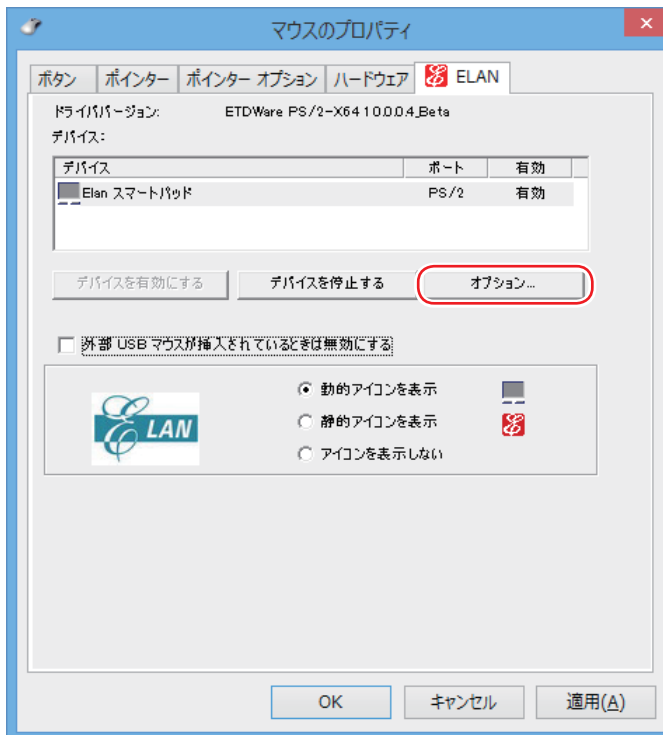 マウスのプロパティ
ボタン ポインター ポインター オプション ハードウェア ELAN
ドライババージョン: ETDWare PS/2-X64 10.0.0.4_Beta
デバイス:
デバイス ポート 有効
Elan スマートパッド PS/2 有効
デバイスを有効にする デバイスを停止する オプション...
外部 USB マウスが挿入されているときは無効にする
動的アイコンを表示
ELAN 静的アイコンを表示
アイコンを表示しない
OK キャンセル 適用(A)